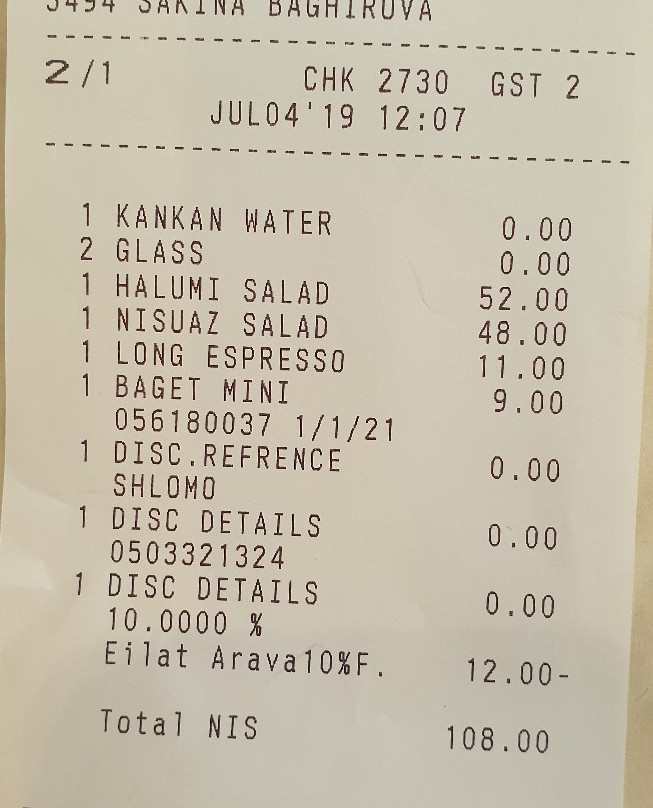 3494 SAKINA BAGHIROVA
2/1 CHK 2730 GST 2
JUL04'19 12:07
1 KANKAN WATER 0.00
2 GLASS 0.00
1 HALUMI SALAD 52.00
1 NISUAZ SALAD 48.00
1 LONG ESPRESSO 11.00
1 BAGET MINI 9.00
056180037 1/1/21
1 DISC.REFRENCE 0.00
SHLOMO
1 DISC DETAILS 0.00
0503321324
1 DISC DETAILS 0.00
10.0000 %
Eilat Arava10%F. 12.00-
Total NIS 108.00